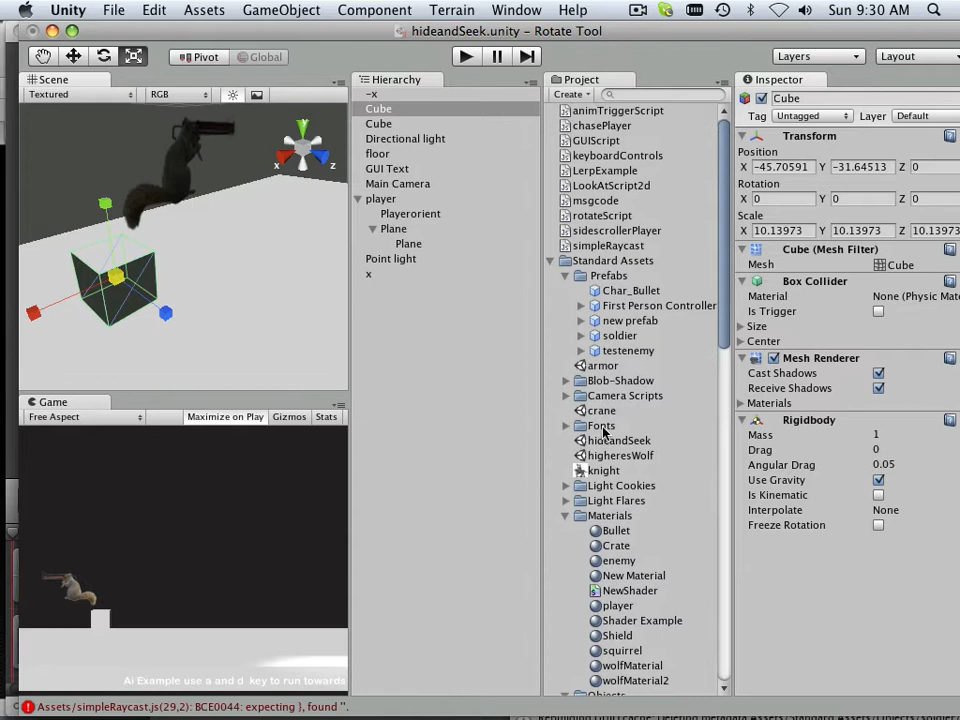 Unity File Edit Assets GameObject Component Terrain Window Help Sun 9:30 AM
hideandSeek.unity – Rotate Tool
Pivot Global Layers Layout
Scene
Textured RGB
y
x z
Game
Free Aspect Maximize on Play Gizmos Stats
Ai Example use a and d key to run towards
Hierarchy
-x
Cube
Cube
Directional light
floor
GUI Text
Main Camera
player
Playerorient
Plane
Plane
Point light
x
Project
Create
animTriggerScript
chasePlayer
GUIScript
keyboardControls
LerpExample
LookAtScript2d
msgcode
rotateScript
sidescrollerPlayer
simpleRaycast
Standard Assets
Prefabs
Char_Bullet
First Person Controller
new prefab
soldier
testenemy
armor
Blob-Shadow
Camera Scripts
crane
Fonts
hideandSeek
higheresWolf
knight
Light Cookies
Light Flares
Materials
Bullet
Crate
enemy
New Material
NewShader
player
Shader Example
Shield
squirrel
wolfMaterial
wolfMaterial2
Objects
Inspector
Cube
Tag Untagged Layer Default
Transform
Position
X -45.70591 Y -31.64513 Z 0
Rotation
X 0 Y 0 Z 0
Scale
X 10.13973 Y 10.13973 Z 10.13973
Cube (Mesh Filter)
Mesh Cube
Box Collider
Material None (Physic Mate
Is Trigger
Size
Center
Mesh Renderer
Cast Shadows
Receive Shadows
Materials
Rigidbody
Mass 1
Drag 0
Angular Drag 0.05
Use Gravity
Is Kinematic
Interpolate None
Freeze Rotation
Assets/simpleRaycast.js(29,2): BCE0044: expecting }, found ''.